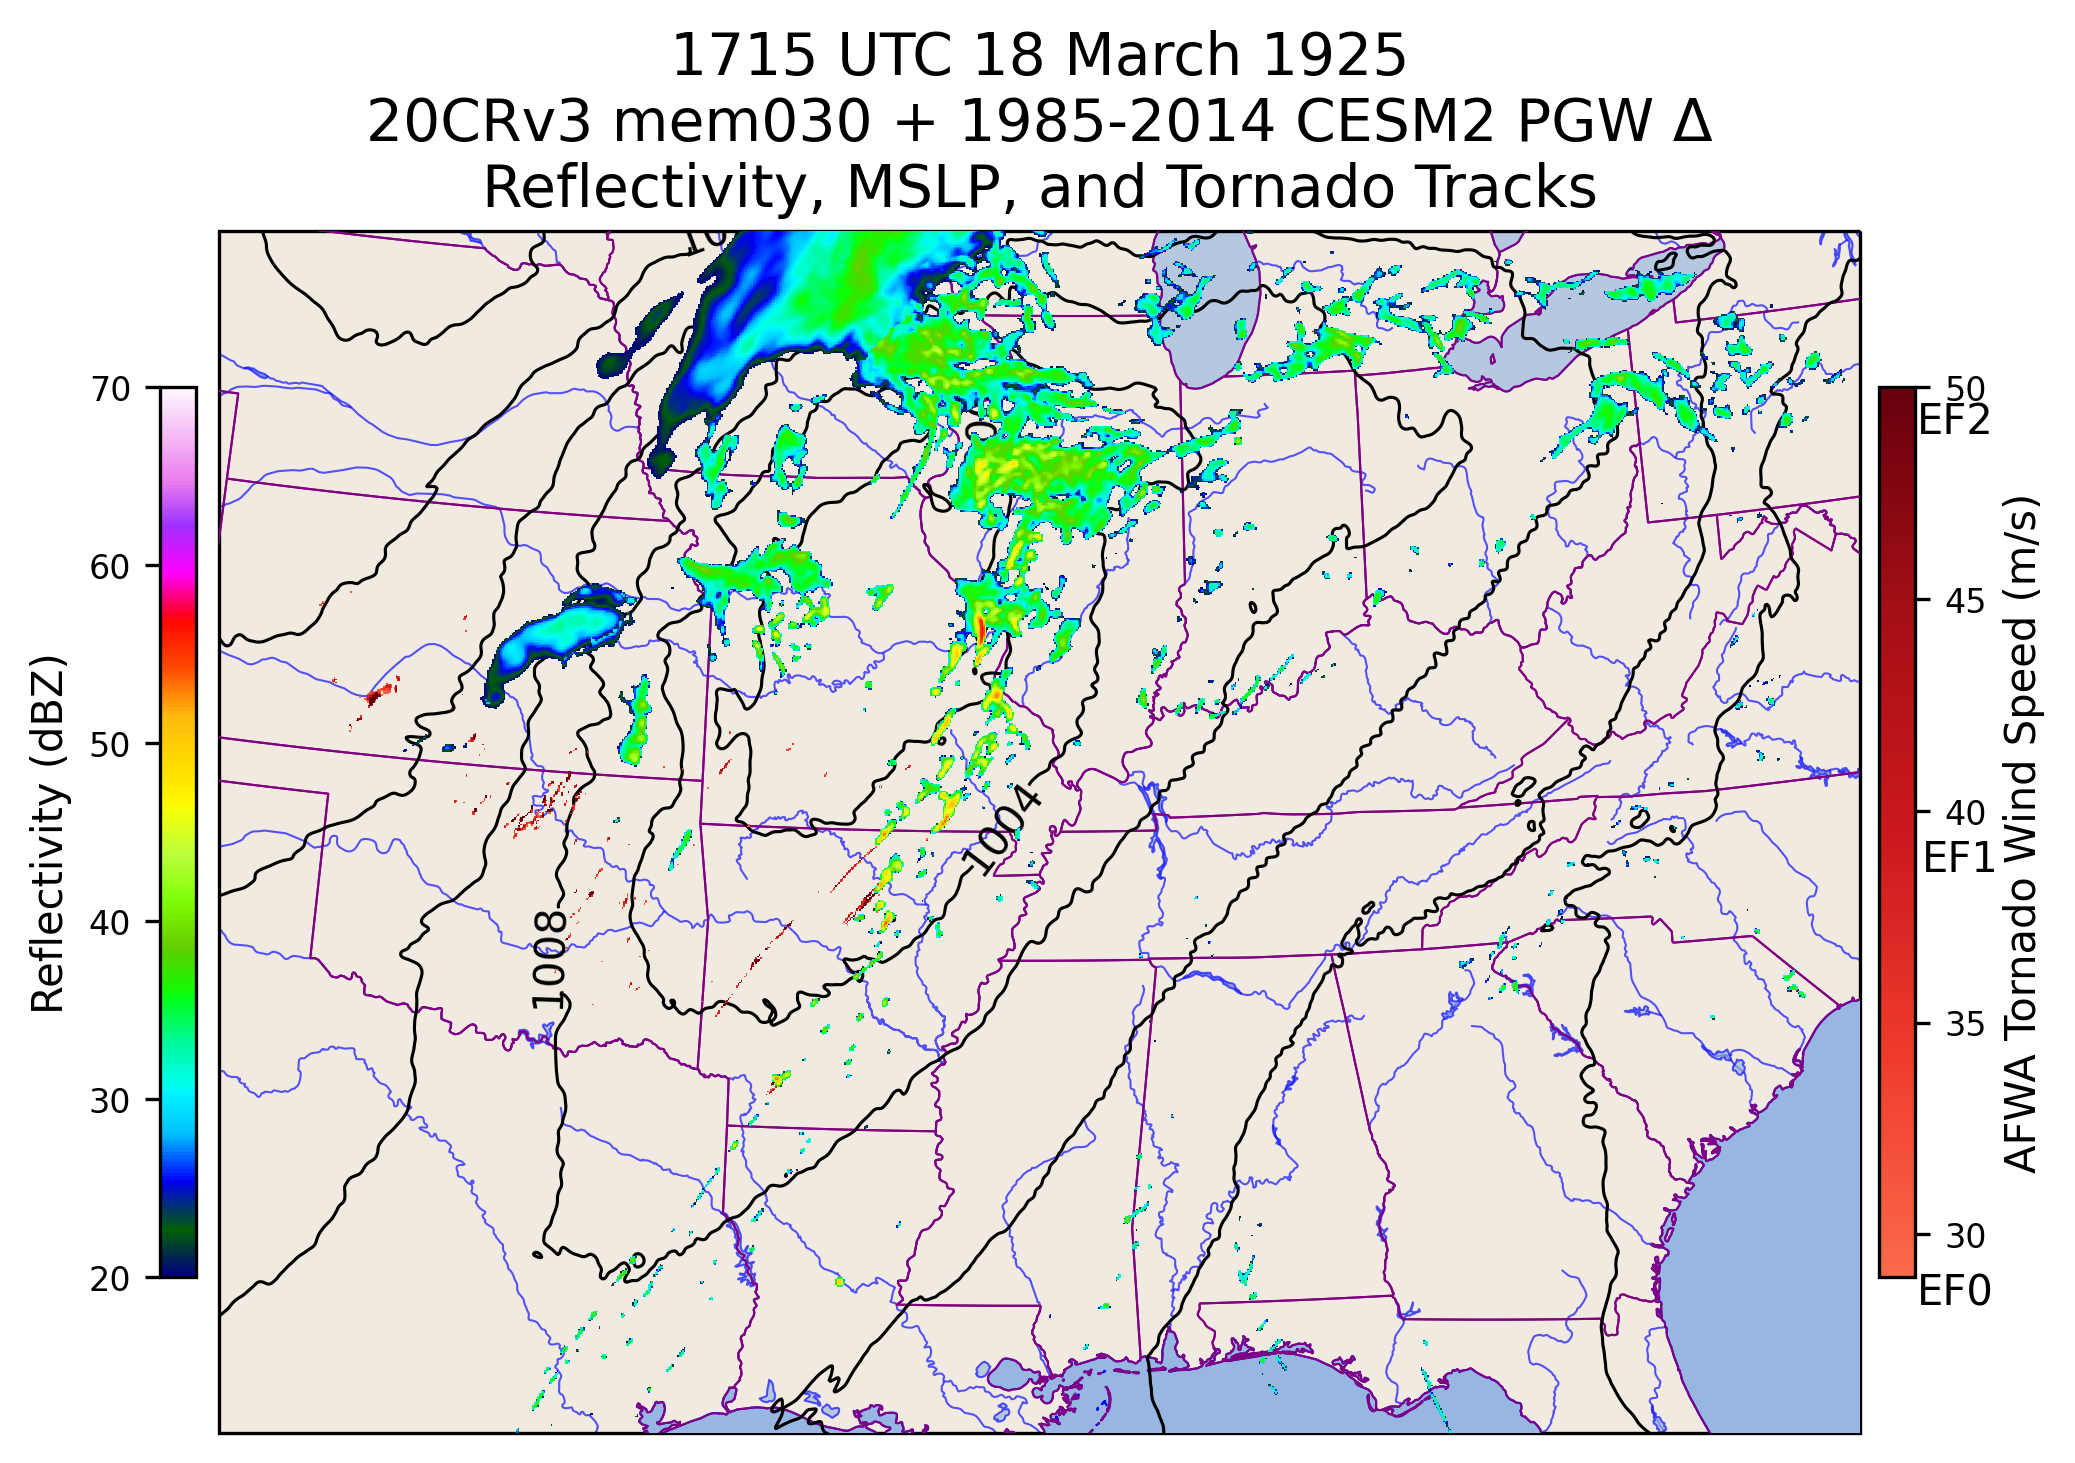 1715 UTC 18 March 1925
20CRv3 mem030 + 1985-2014 CESM2 PGW Δ
Reflectivity, MSLP, and Tornado Tracks
70
60
50
40
30
20
Reflectivity (dBZ)
1004
1008
50
EF2
45
40
EF1
35
30
EF0
AFWA Tornado Wind Speed (m/s)